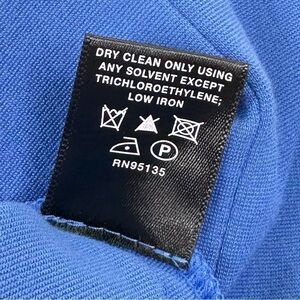 DRY CLEAN ONLY USING
ANY SOLVENT EXCEPT
TRICHLOROETHYLENE;
LOW IRON
P
RN95135